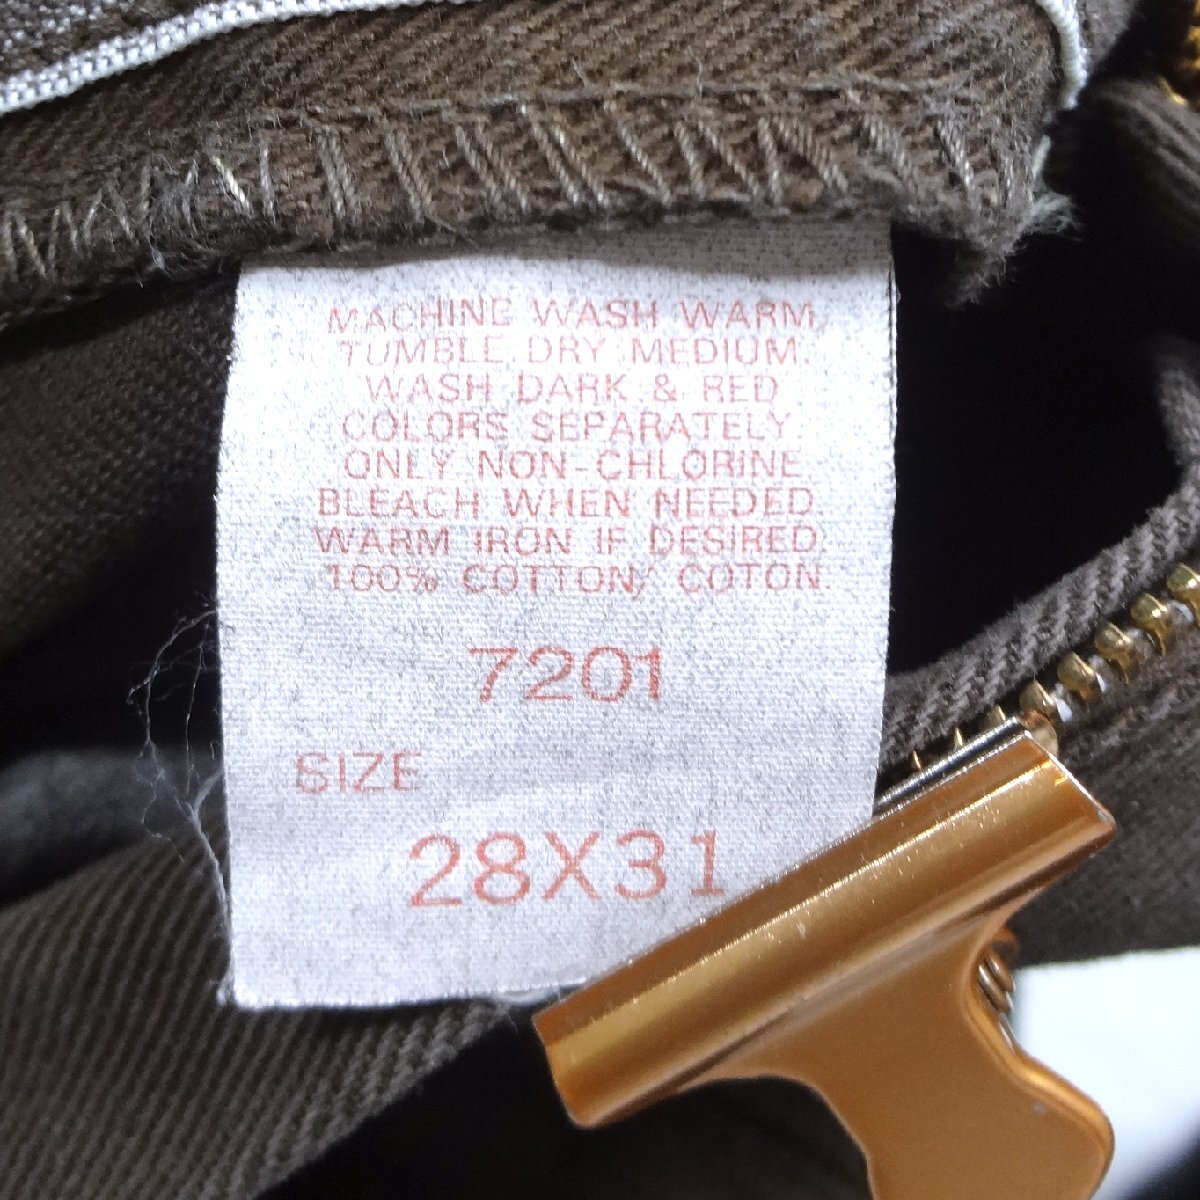 MACHINE WASH WARM,
TUMBLE DRY MEDIUM.
WASH DARK & RED
COLORS SEPARATELY.
ONLY NON-CHLORINE
BLEACH WHEN NEEDED.
WARM IRON IF DESIRED.
100% COTTON/ COTON.
7201
SIZE
28X31